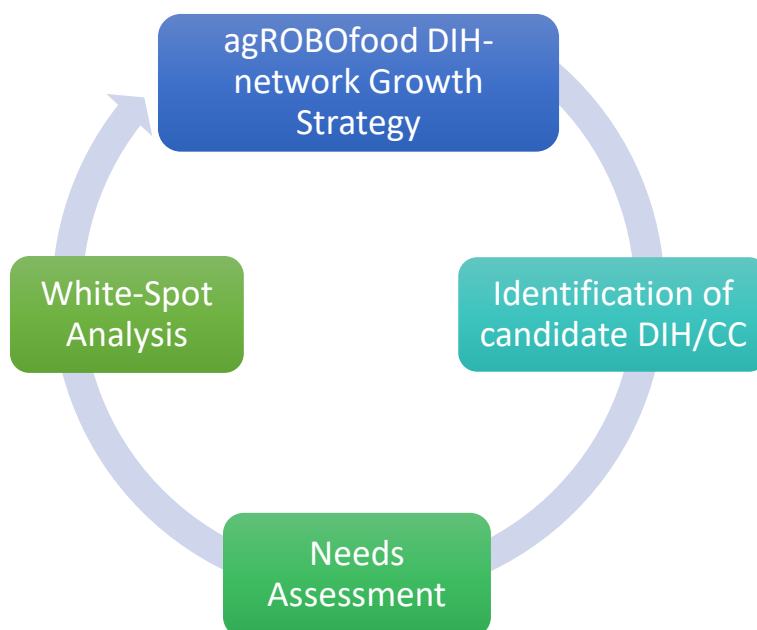 agROBOfood DIH-
network Growth
Strategy
White-Spot
Analysis
Identification of
candidate DIH/CC
Needs
Assessment